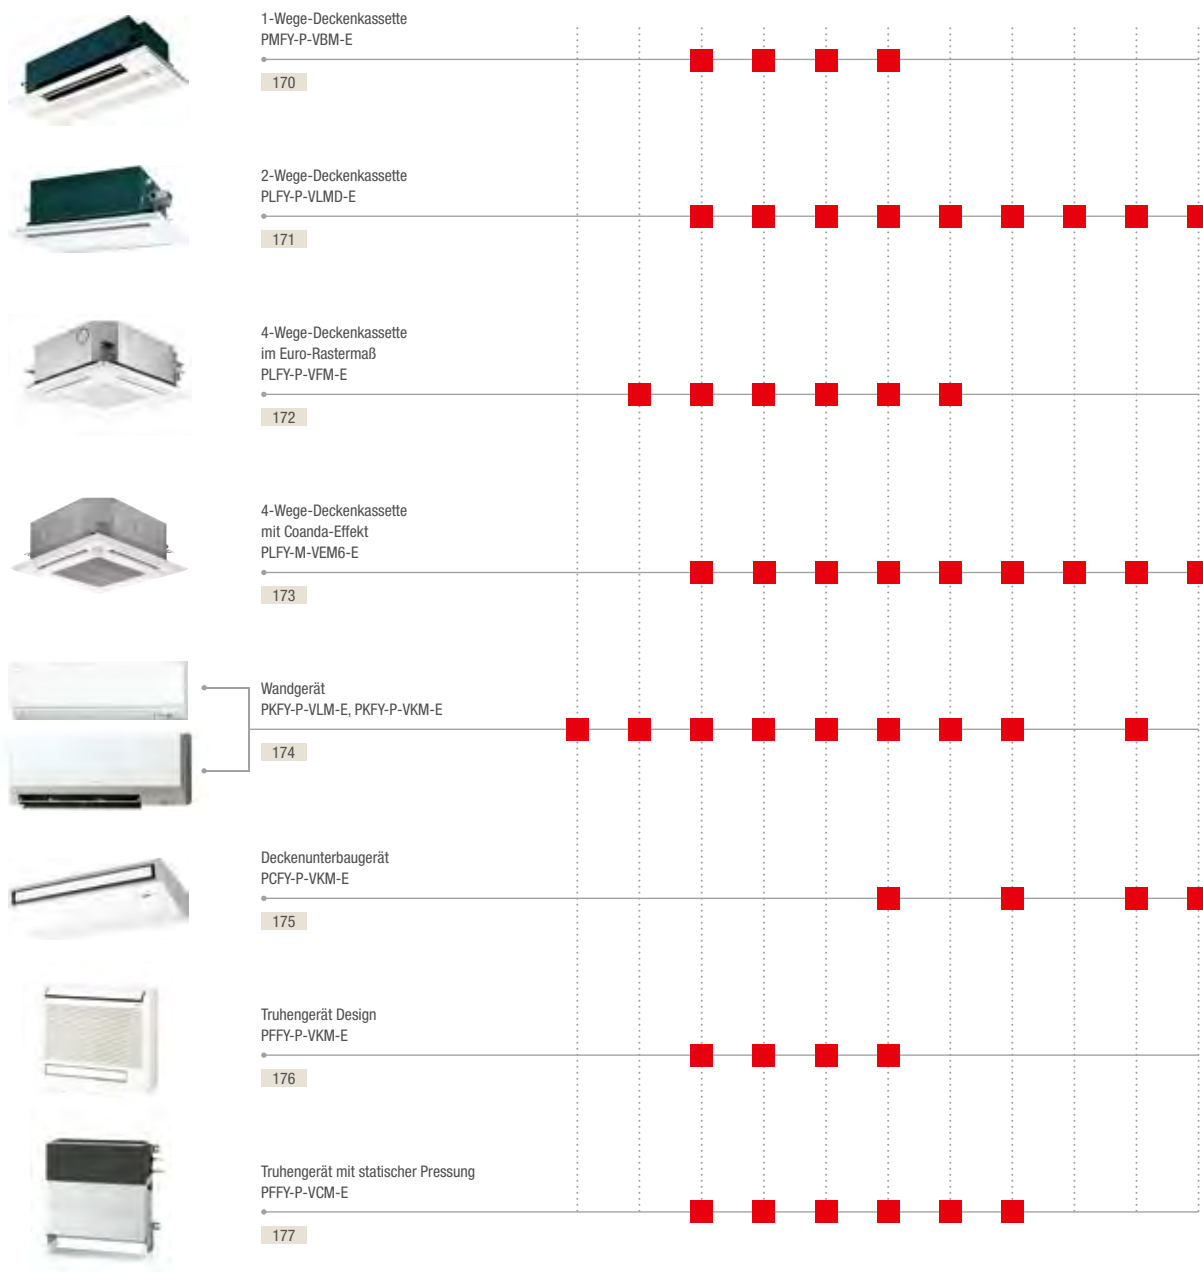 1-Wege-Deckenkassette
PMFY-P-VBM-E
170
2-Wege-Deckenkassette
PLFY-P-VLMD-E
171
4-Wege-Deckenkassette
im Euro-Rastermaß
PLFY-P-VFM-E
172
4-Wege-Deckenkassette
mit Coanda-Effekt
PLFY-M-VEM6-E
173
Wandgerät
PKFY-P-VLM-E, PKFY-P-VKM-E
174
Deckenunterbaugerät
PCFY-P-VKM-E
175
Truhengerät Design
PFFY-P-VKM-E
176
Truhengerät mit statischer Pressung
PFFY-P-VCM-E
177